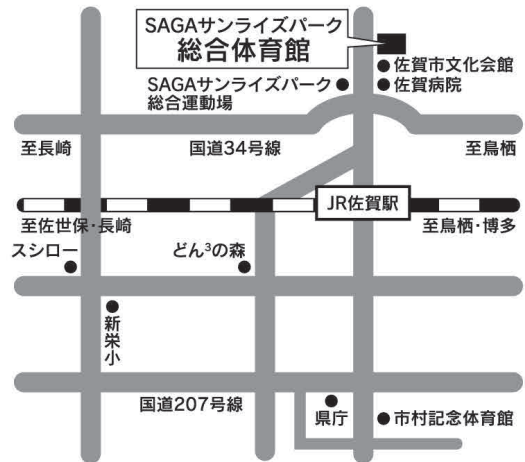 SAGAサンライズパーク
総合体育館
佐賀市文化会館
SAGAサンライズパーク
総合運動場
佐賀病院
至長崎
国道34号線
至鳥栖
JR佐賀駅
至佐世保・長崎
至鳥栖・博多
スシロー
どん³の森
新栄小
国道207号線
県庁
市村記念体育館